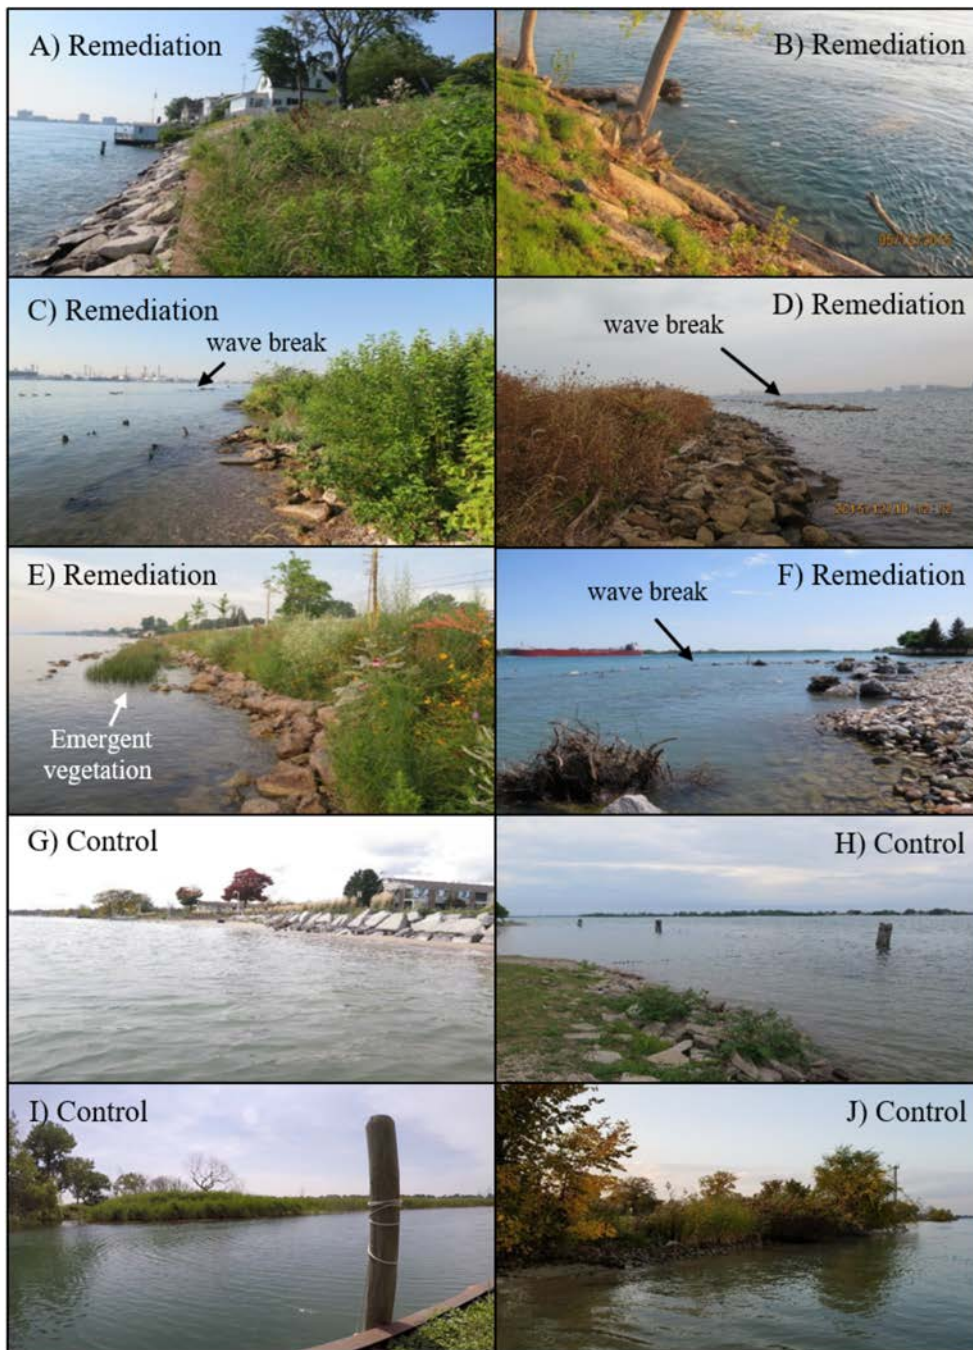 A) Remediation
B) Remediation
C) Remediation
wave break
D) Remediation
wave break
E) Remediation
Emergent
vegetation
F) Remediation
wave break
G) Control
H) Control
I) Control
J) Control